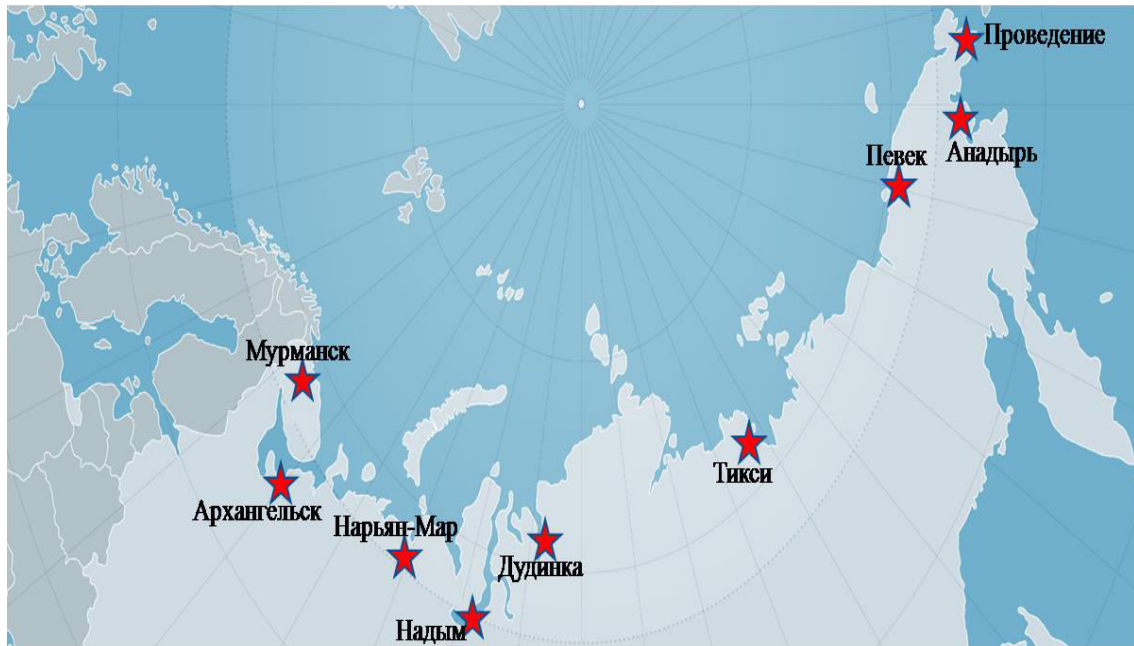 Проведение
Анадырь
Певек
Мурманск
Тикси
Архангельск
Нарьян-Мар
Дудинка
Надым